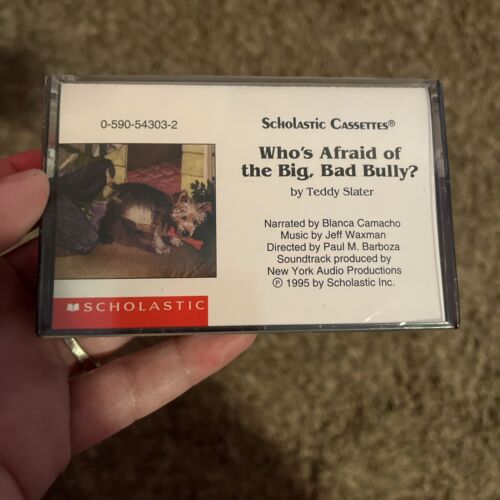 0-590-54303-2
SCHOLASTIC
Scholastic Cassettes®
Who's Afraid of
the Big, Bad Bully?
by Teddy Slater
Narrated by Blanca Camacho
Music by Jeff Waxman
Directed by Paul M. Barboza
Soundtrack produced by
New York Audio Productions
Ⓟ 1995 by Scholastic Inc.